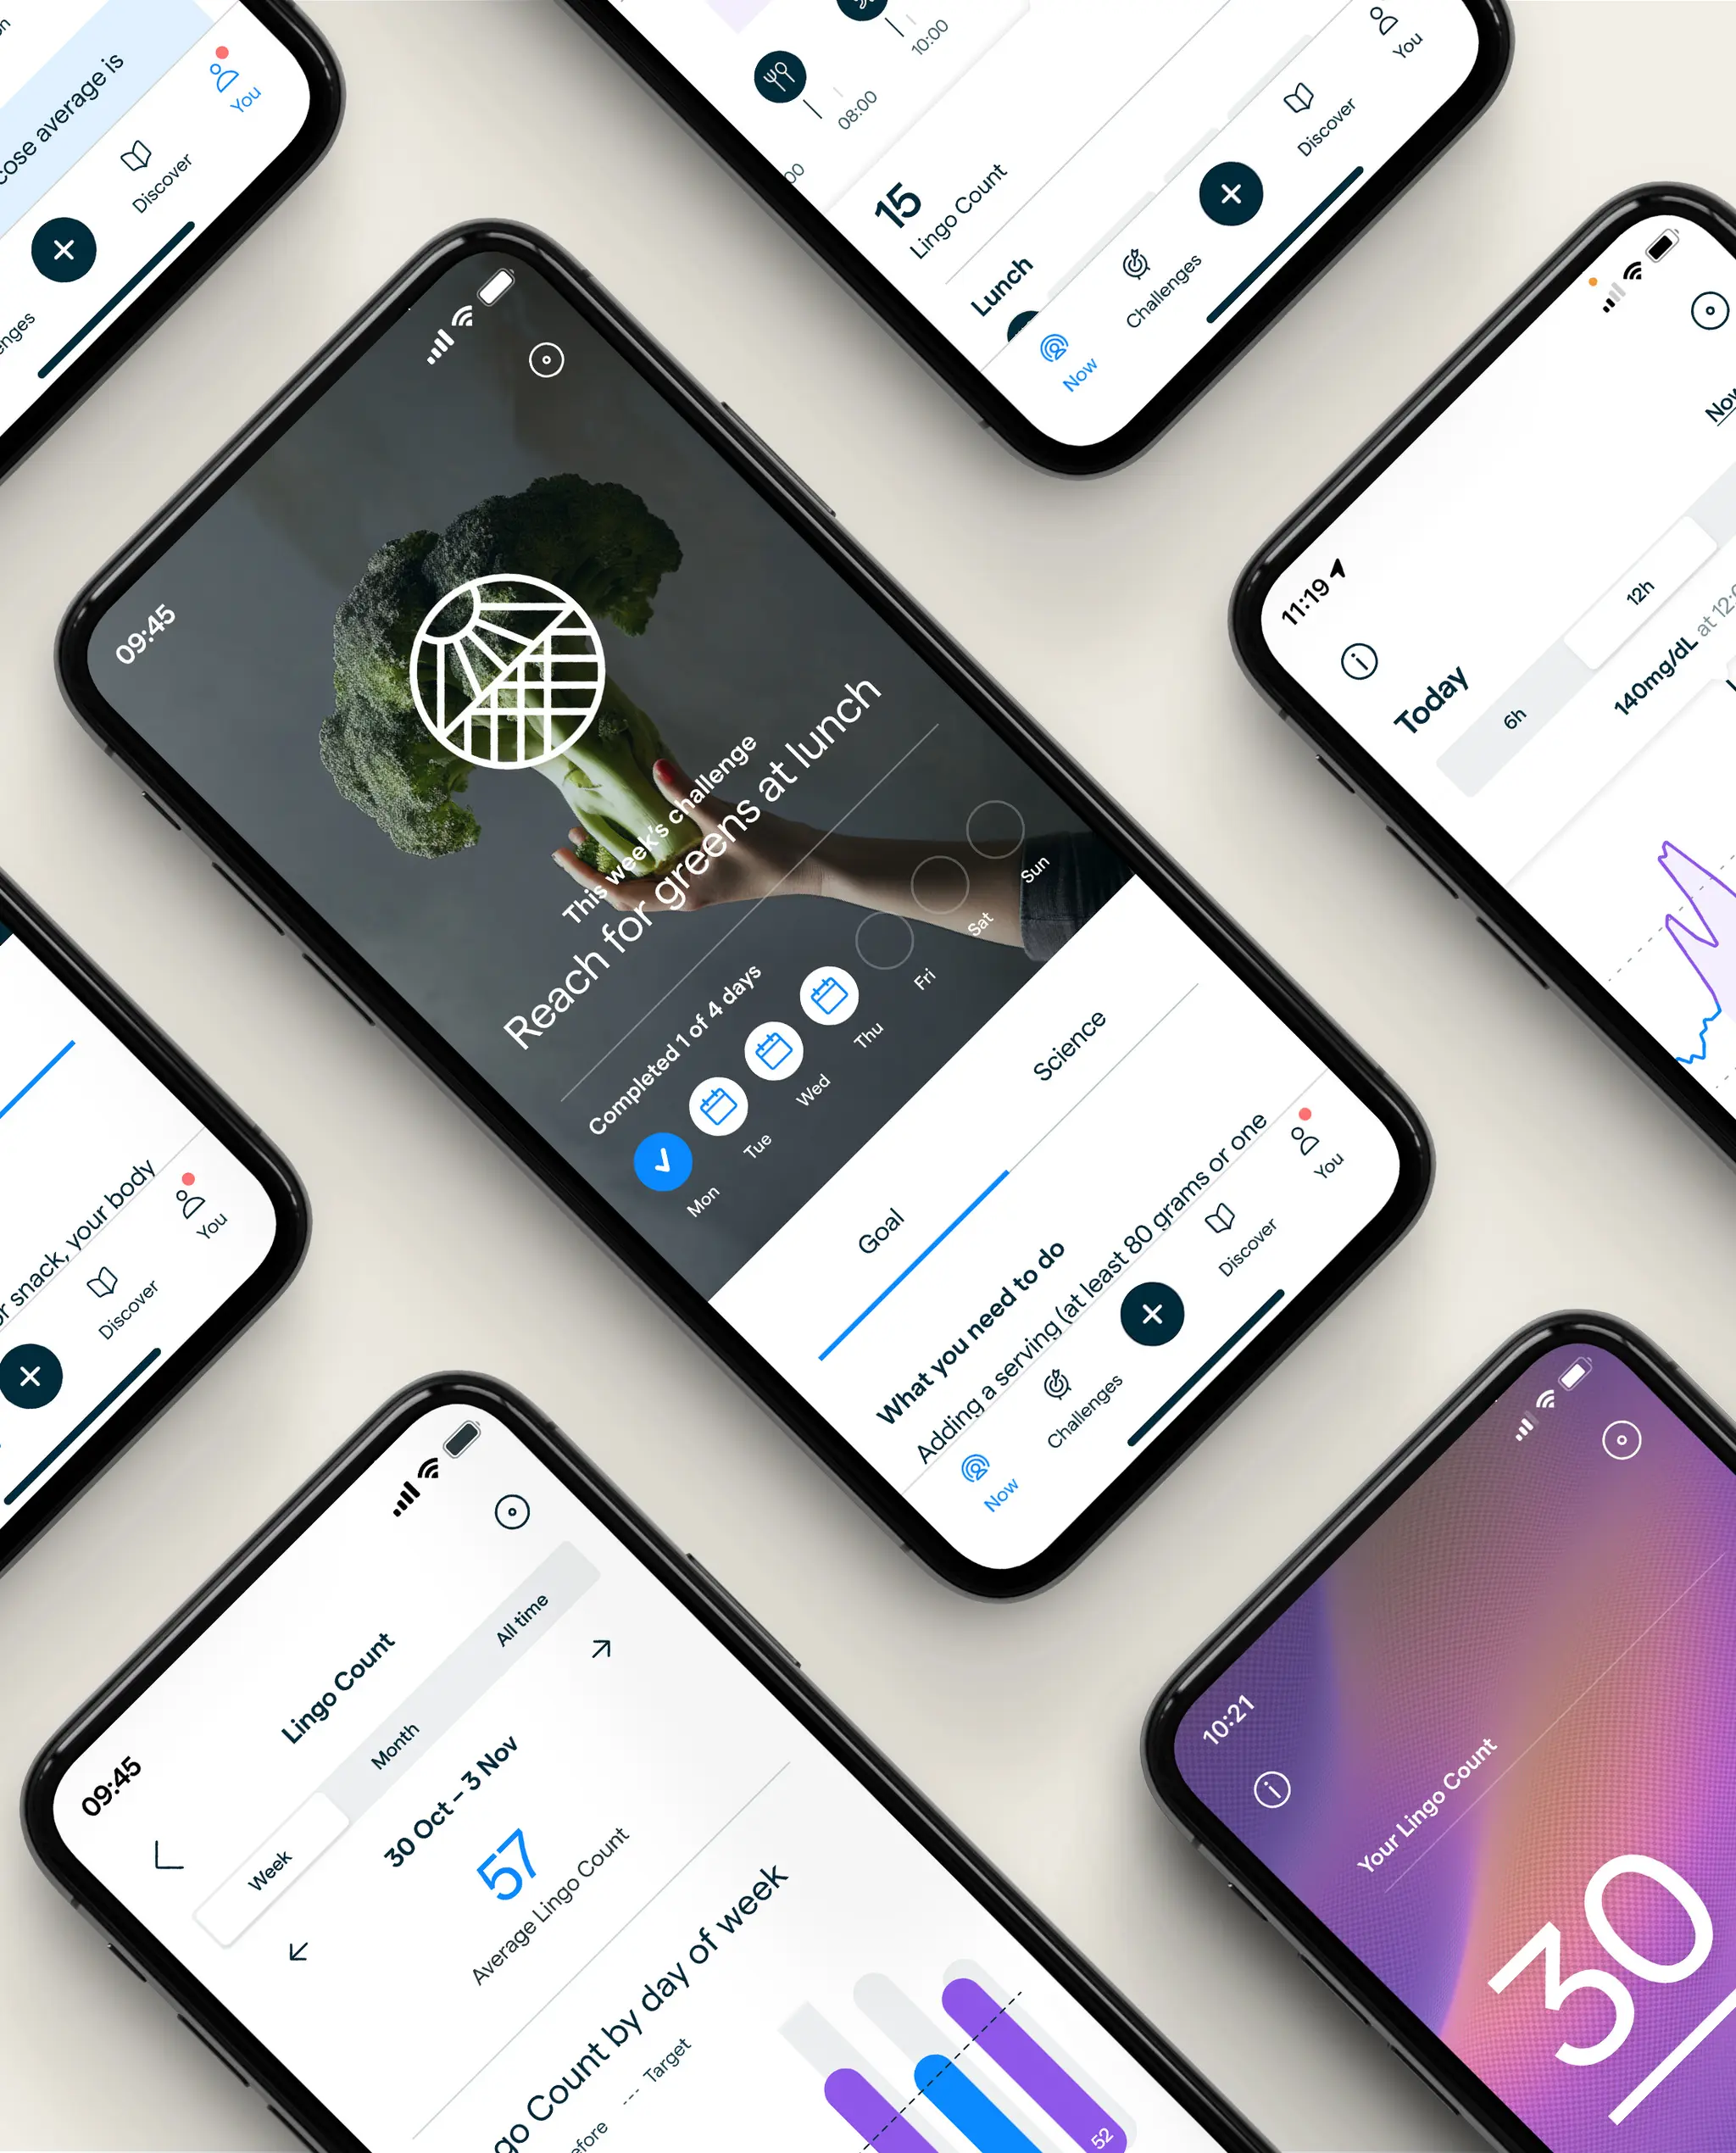 cose average is
You
Discover
10:00
08:00
15
Lingo Count
Lunch
Now
Challenges
Discover
You
09:45
This week's challenge
Reach for greens at lunch
Completed 1 of 4 days
Mon
Tue
Wed
Thu
Fri
Sat
Sun
Goal
Science
What you need to do
Adding a serving (at least 80 grams or one
Now
Challenges
Discover
You
11:19
Now
Today
6h
12h
140mg/dL at 12:
snack, your body
Discover
You
09:45
Lingo Count
Week
Month
All time
30 Oct – 3 Nov
57
Average Lingo Count
go Count by day of week
efore
Target
52
10:21
Your Lingo Count
30